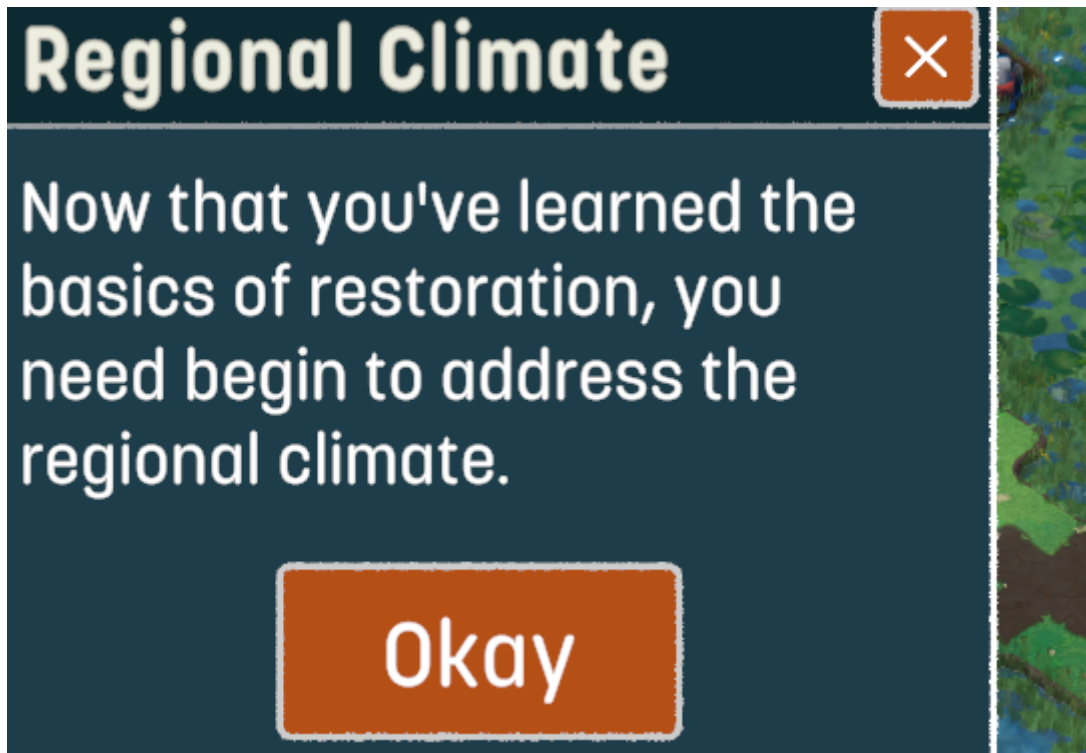 Regional Climate
Now that you've learned the
basics of restoration, you
need begin to address the
regional climate.
Okay